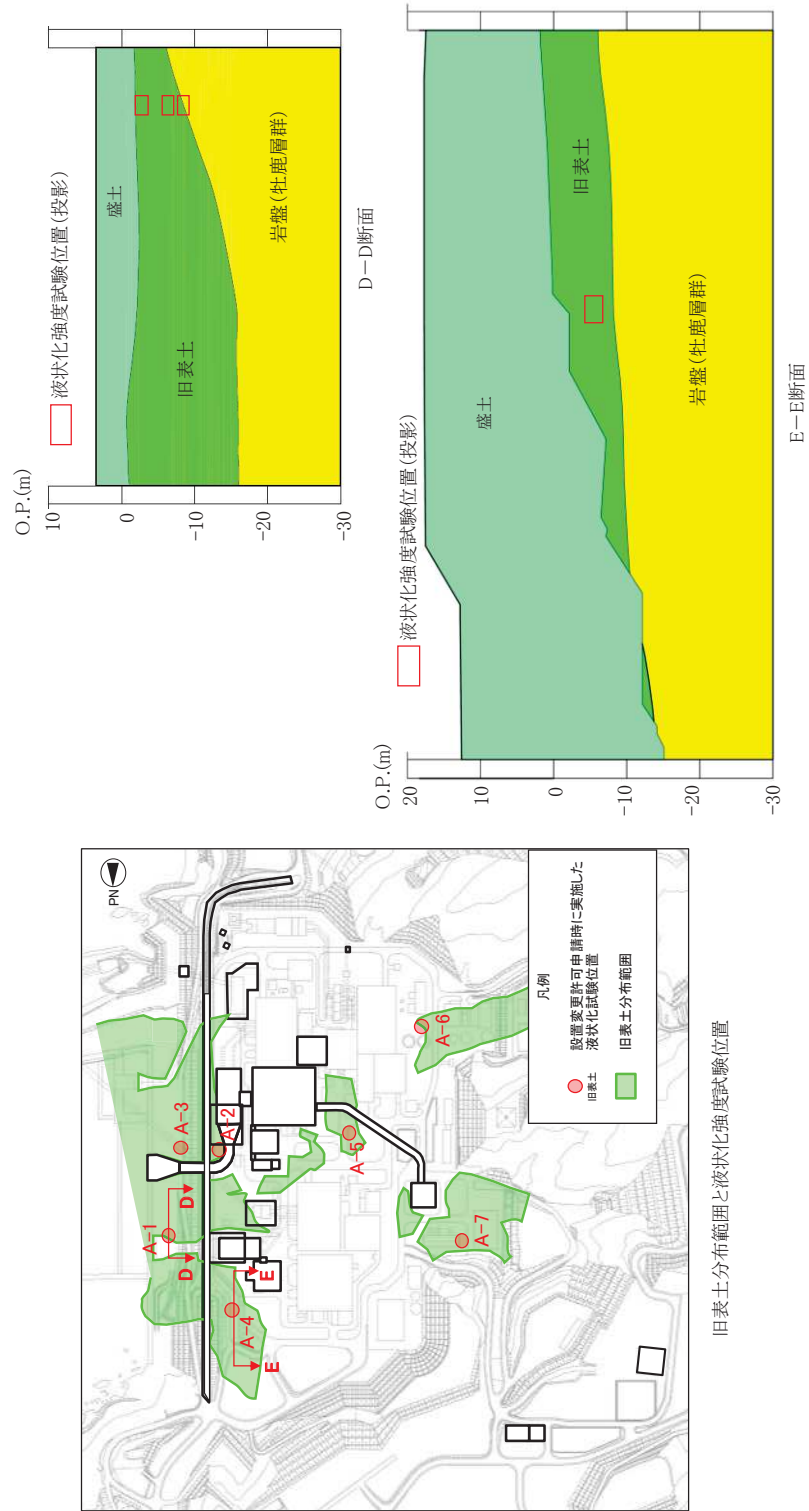 O.P.(m)
液状化強度試験位置(投影)
10
0
-10
-20
-30
盛土
旧表土
岩盤(牡鹿層群)
D－D断面
O.P.(m)
液状化強度試験位置(投影)
20
10
0
-10
-20
-30
盛土
旧表土
岩盤(牡鹿層群)
E－E断面
PN
A-1
A-2
A-3
A-4
A-5
A-6
A-7
D
D
E
E
凡例
旧表土
設置変更許可申請時に実施した
液状化試験位置
旧表土分布範囲
旧表土分布範囲と液状化強度試験位置